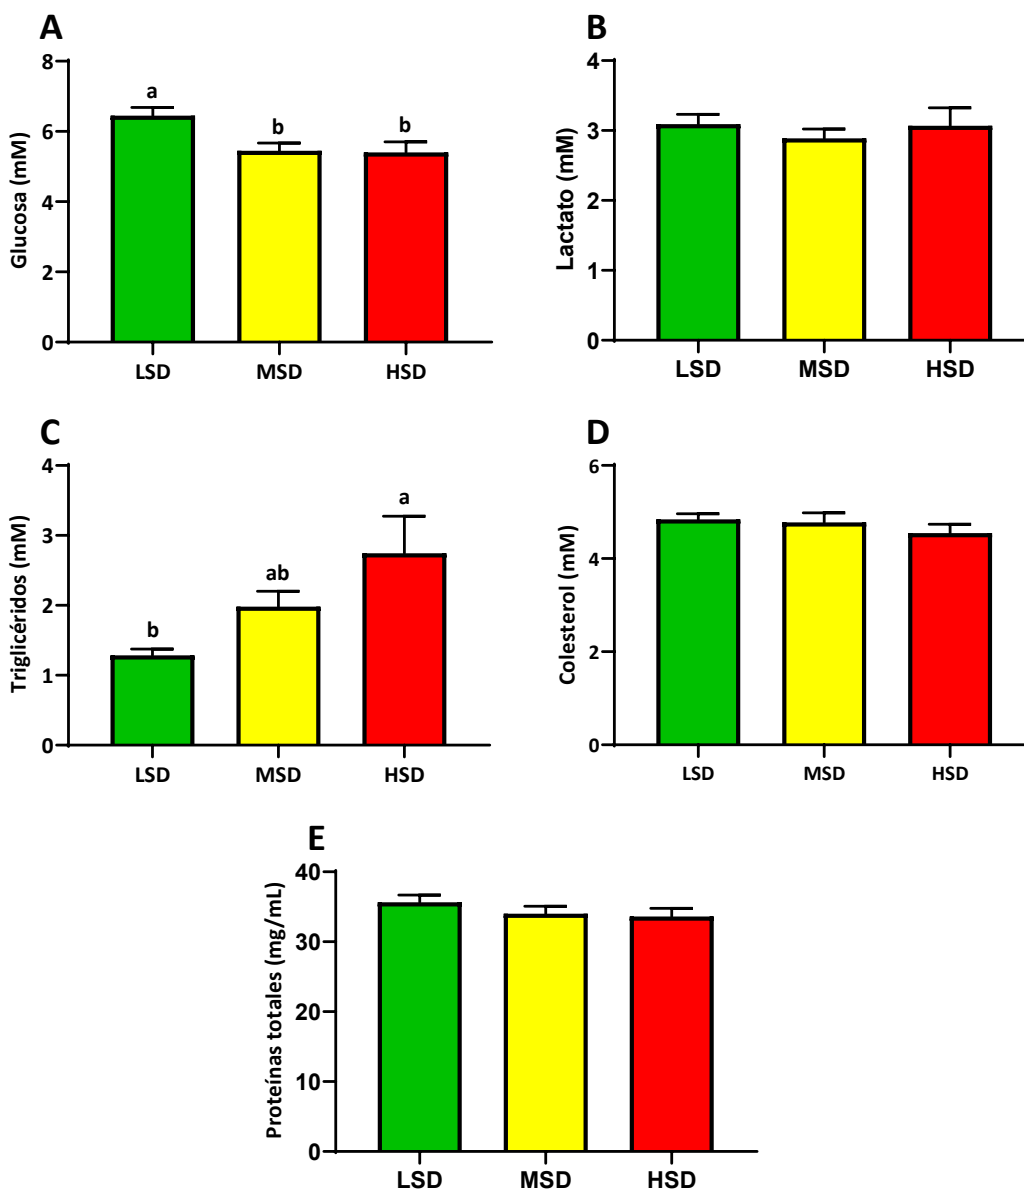 A
Glucosa (mM)
8
6
4
2
0
a
b
b
LSD MSD HSD
B
Lactato (mM)
4
3
2
1
0
LSD MSD HSD
C
Triglicéridos (mM)
4
3
2
1
0
b
ab
a
LSD MSD HSD
D
Colesterol (mM)
6
4
2
0
LSD MSD HSD
E
Proteínas totales (mg/mL)
40
30
20
10
0
LSD MSD HSD